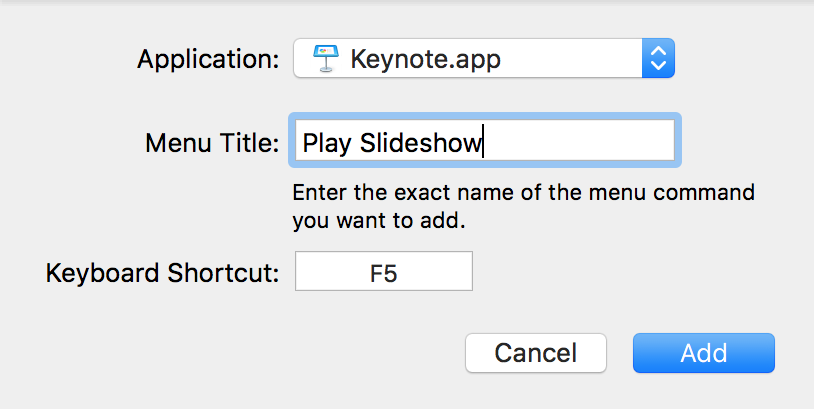 Application: Keynote.app
Menu Title: Play Slideshow
Enter the exact name of the menu command
you want to add.
Keyboard Shortcut: F5
Cancel Add